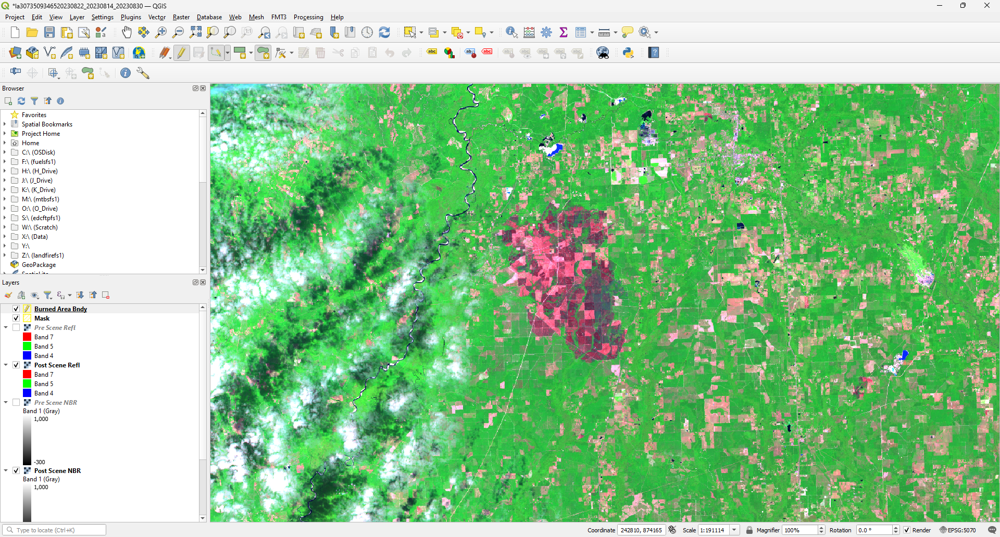 *la3073509346520230822_20230814_20230830 — QGIS
Project Edit View Layer Settings Plugins Vector Raster Database Web Mesh FMT3 Processing Help
Browser
Favorites
Spatial Bookmarks
Project Home
Home
C:\ (OSDisk)
F:\ (fuelsfs1)
H:\ (H_Drive)
J:\ (J_Drive)
K:\ (K_Drive)
M:\ (mtbsfs1)
O:\ (O_Drive)
S:\ (edcftpfs1)
W:\ (Scratch)
X:\ (Data)
Y:\
Z:\ (landfirefs1)
GeoPackage
Layers
Burned Area Bndy
Mask
Pre Scene Refl
Band 7
Band 5
Band 4
Post Scene Refl
Band 7
Band 5
Band 4
Pre Scene NBR
Band 1 (Gray)
1,000
-300
Post Scene NBR
Band 1 (Gray)
1,000
Type to locate (Ctrl+K)
Coordinate 242810, 874165 Scale 1:191114 Magnifier 100% Rotation 0.0 ° Render EPSG:5070